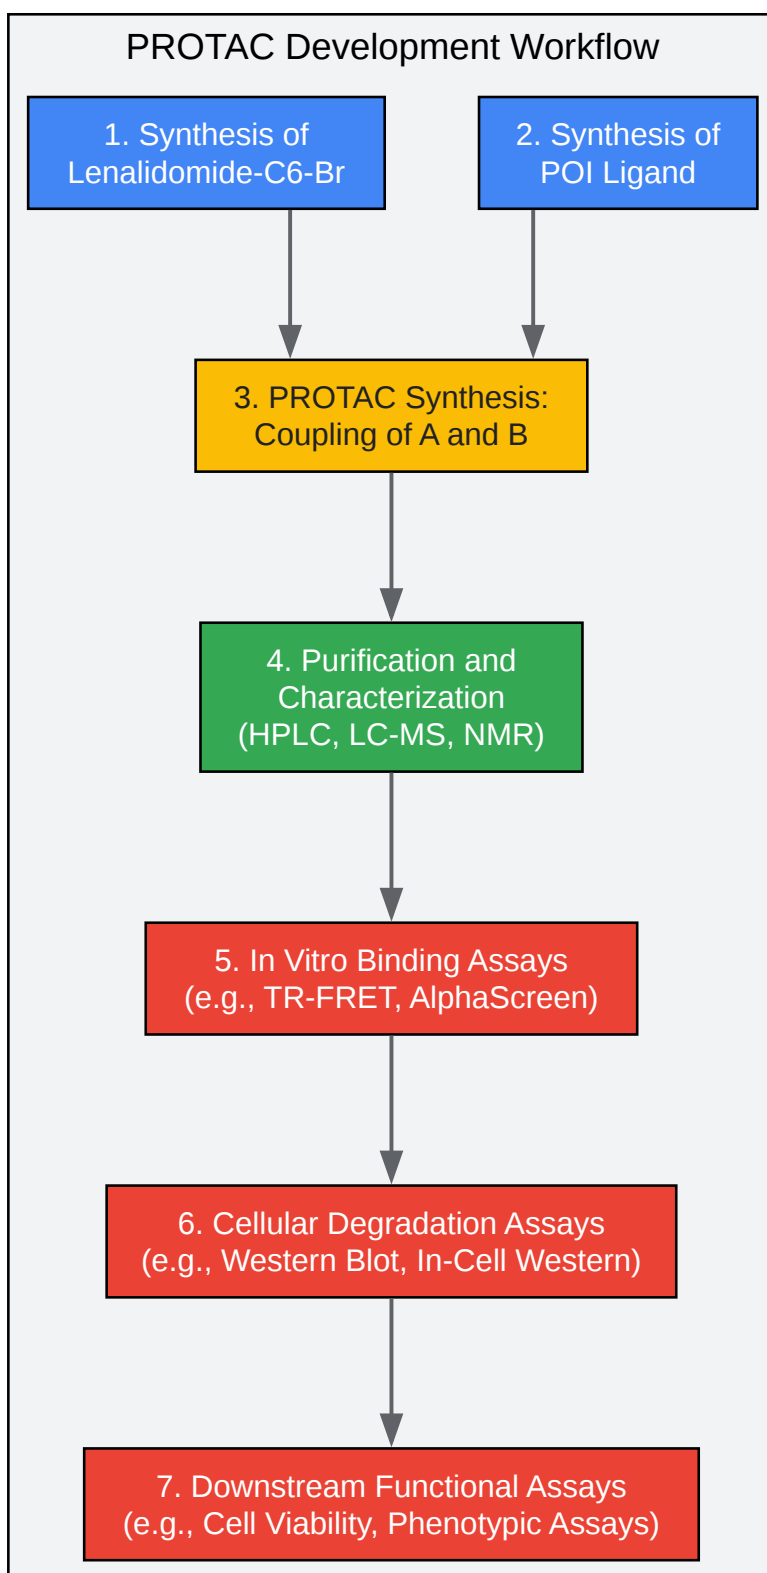 PROTAC Development Workflow
1. Synthesis of
Lenalidomide-C6-Br
2. Synthesis of
POI Ligand
3. PROTAC Synthesis:
Coupling of A and B
4. Purification and
Characterization
(HPLC, LC-MS, NMR)
5. In Vitro Binding Assays
(e.g., TR-FRET, AlphaScreen)
6. Cellular Degradation Assays
(e.g., Western Blot, In-Cell Western)
7. Downstream Functional Assays
(e.g., Cell Viability, Phenotypic Assays)